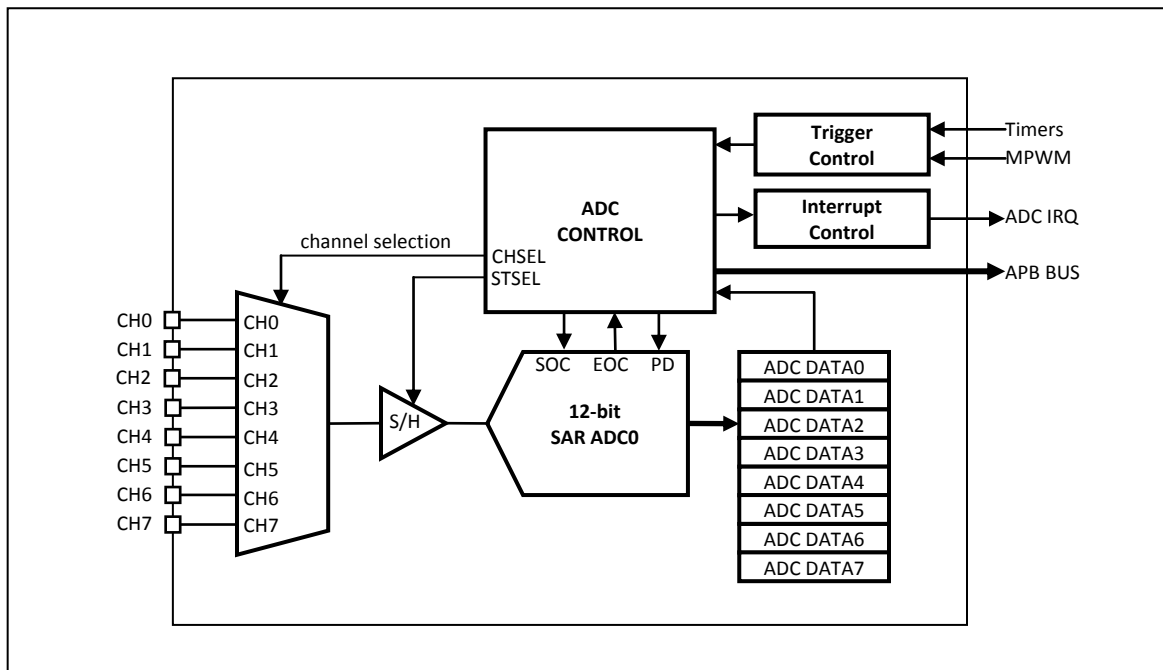 Trigger
Control
Timers
MPWM
Interrupt
Control
ADC IRQ
ADC
CONTROL
channel selection
CHSEL
STSEL
APB BUS
CH0
CH1
CH2
CH3
CH4
CH5
CH6
CH7
CH0
CH1
CH2
CH3
CH4
CH5
CH6
CH7
S/H
SOC EOC PD
12-bit
SAR ADC0
ADC DATA0
ADC DATA1
ADC DATA2
ADC DATA3
ADC DATA4
ADC DATA5
ADC DATA6
ADC DATA7